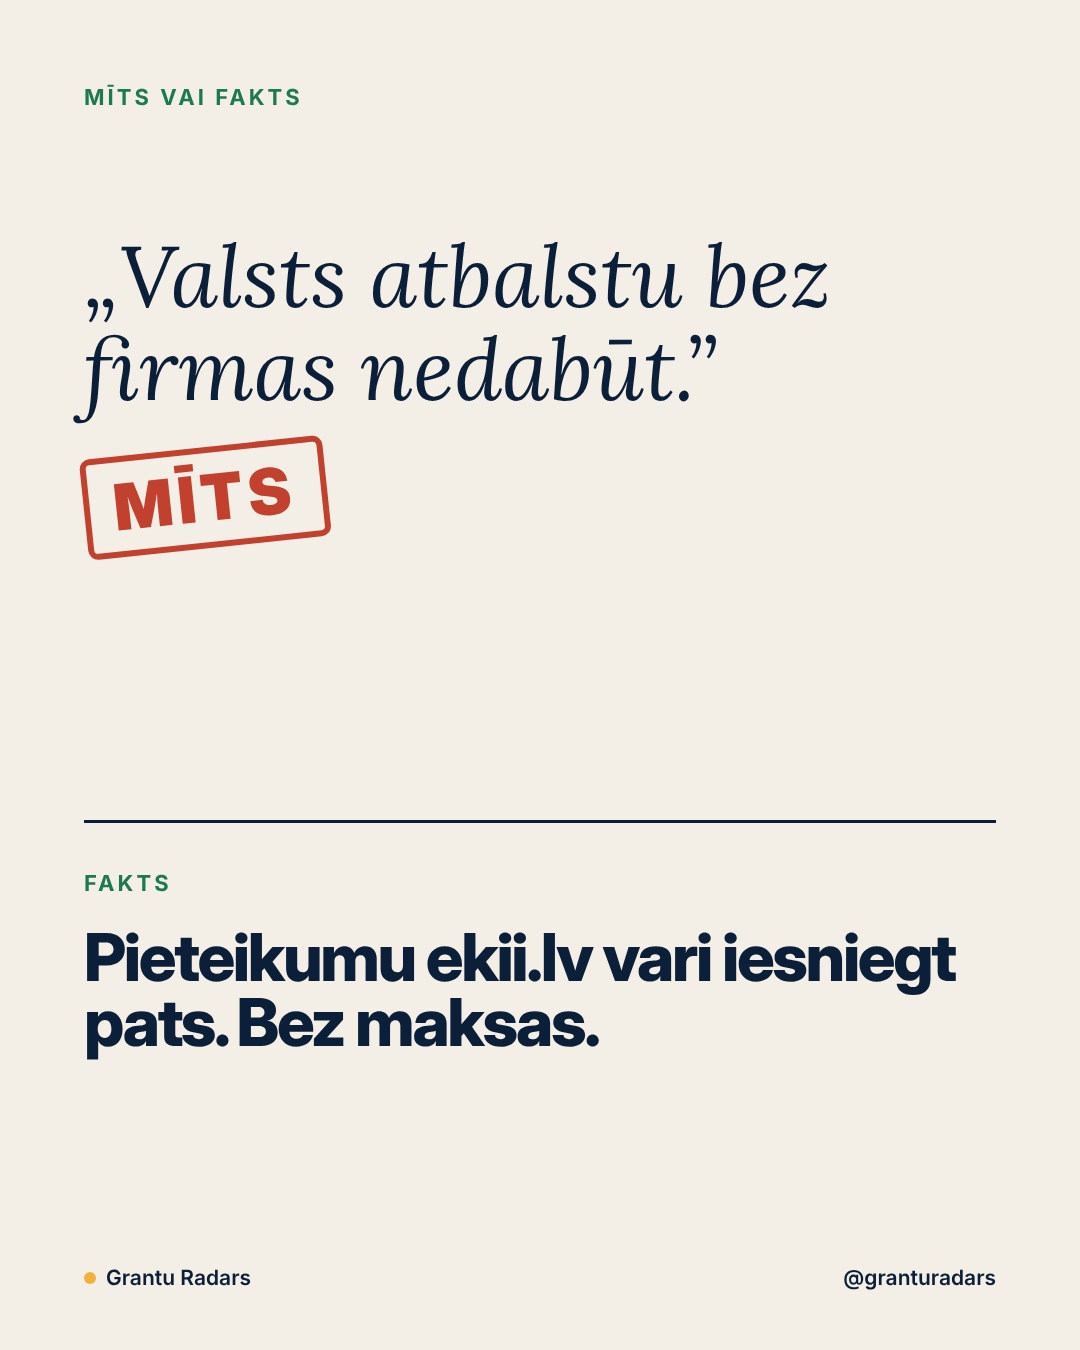 MĪTS VAI FAKTS
„Valsts atbalstu bez
firmas nedabūt.”
MĪTS
FAKTS
Pieteikumu ekii.lv vari iesniegt
pats. Bez maksas.
Grantu Radars
@granturadars